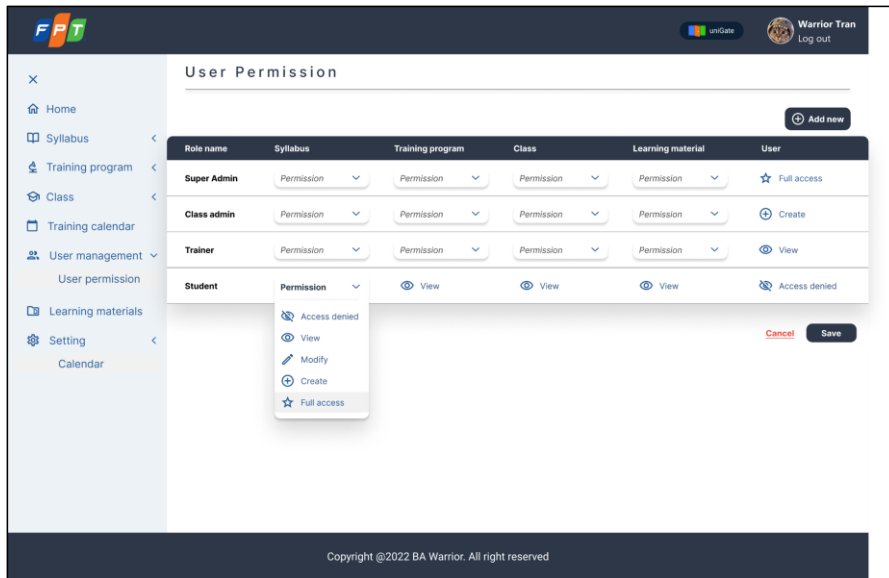 FPT
uniGate
Warrior Tran
Log out
User Permission
Home
Syllabus
Training program
Class
Training calendar
User management
User permission
Learning materials
Setting
Calendar
Add new
Role name Syllabus Training program Class Learning material User
Super Admin Permission Permission Permission Permission Full access
Class admin Permission Permission Permission Permission Create
Trainer Permission Permission Permission Permission View
Student Permission View View View Access denied
Access denied
View
Modify
Create
Full access
Cancel Save
Copyright @2022 BA Warrior. All right reserved